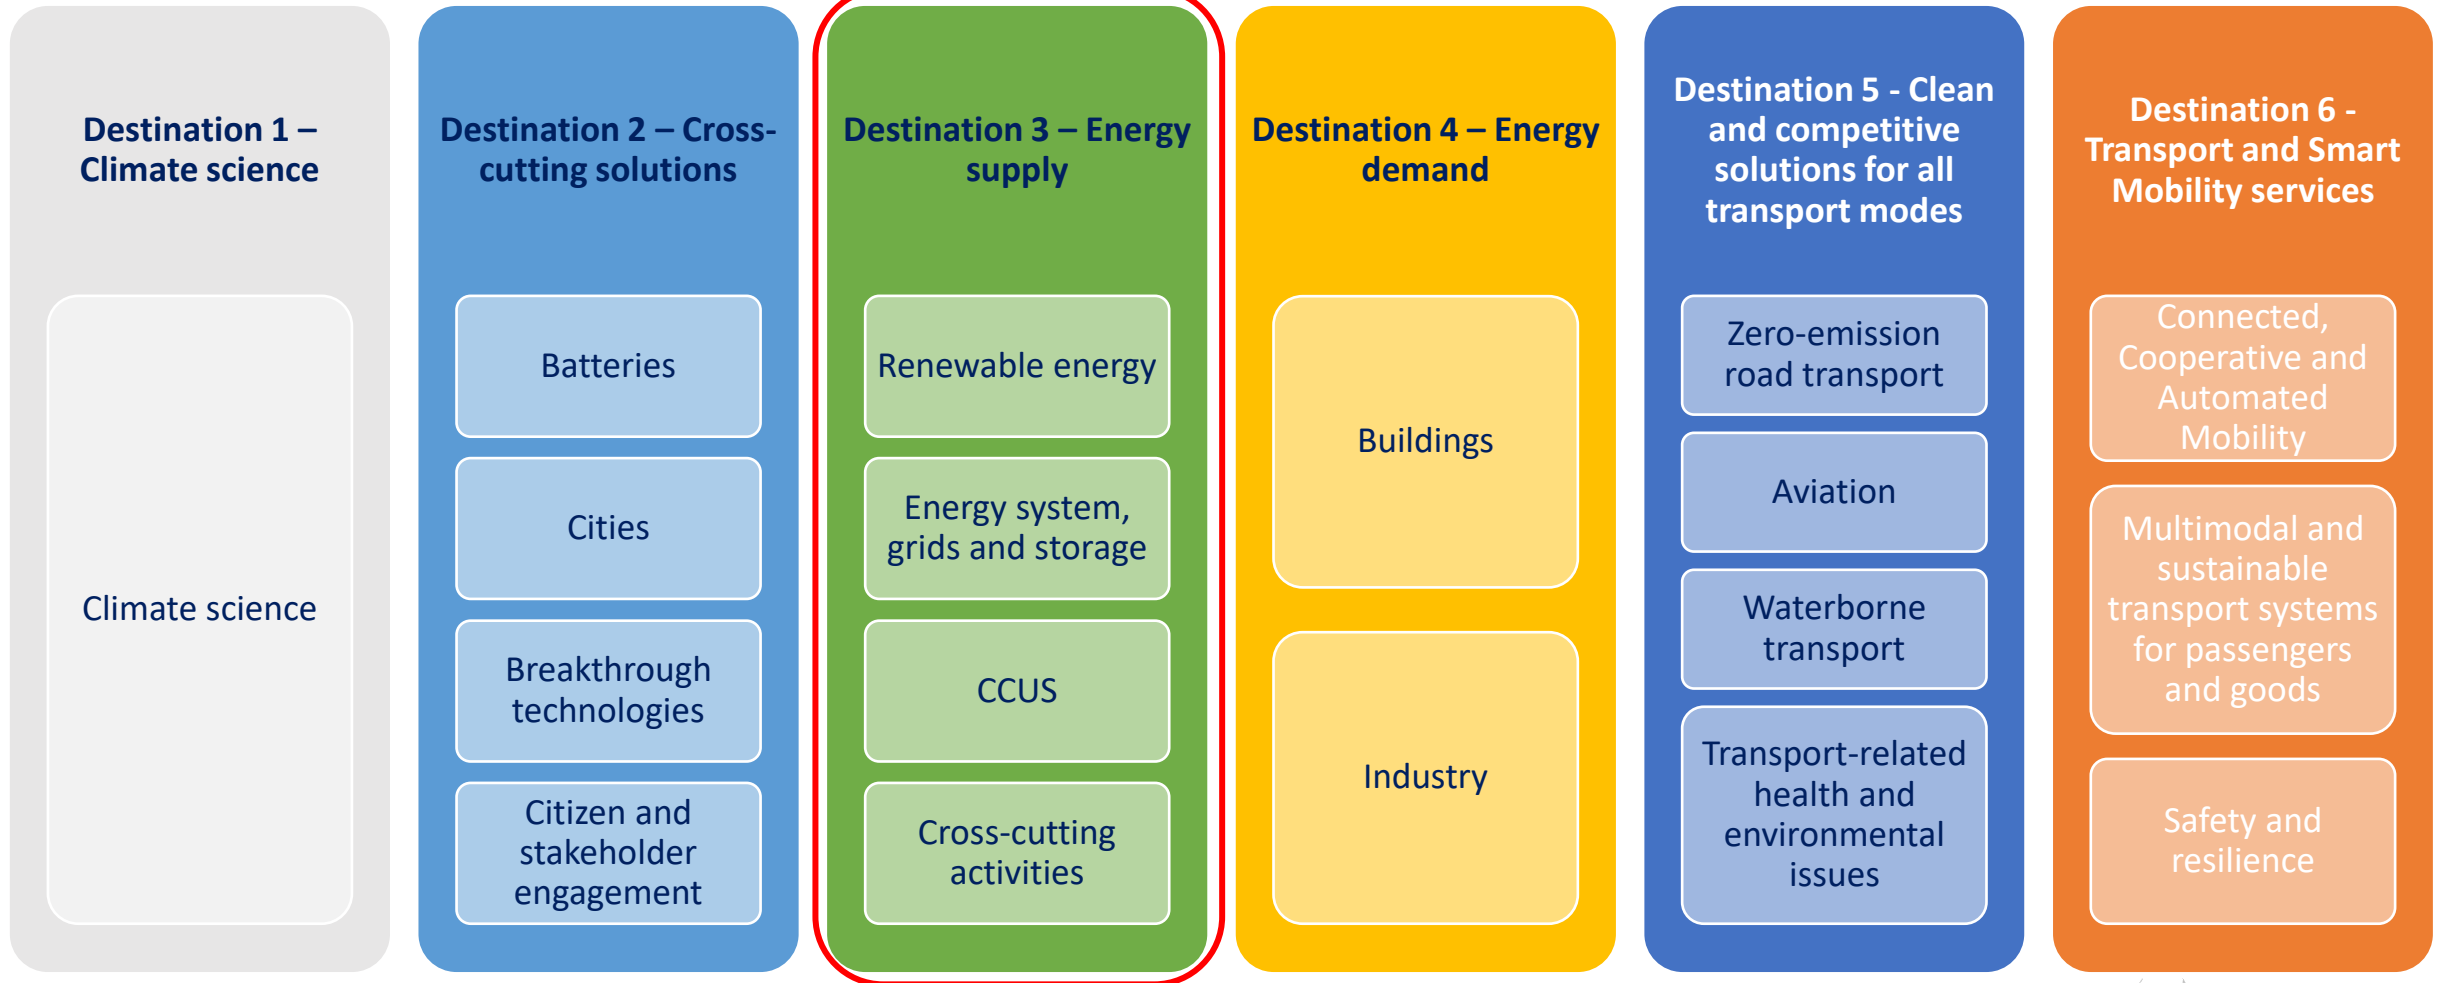 Destination 1 –
Climate science
Climate science
Destination 2 – Cross-
cutting solutions
Batteries
Cities
Breakthrough
technologies
Citizen and
stakeholder
engagement
Destination 3 – Energy
supply
Renewable energy
Energy system,
grids and storage
CCUS
Cross-cutting
activities
Destination 4 – Energy
demand
Buildings
Industry
Destination 5 - Clean
and competitive
solutions for all
transport modes
Zero-emission
road transport
Aviation
Waterborne
transport
Transport-related
health and
environmental
issues
Destination 6 -
Transport and Smart
Mobility services
Connected,
Cooperative and
Automated
Mobility
Multimodal and
sustainable
transport systems
for passengers
and goods
Safety and
resilience